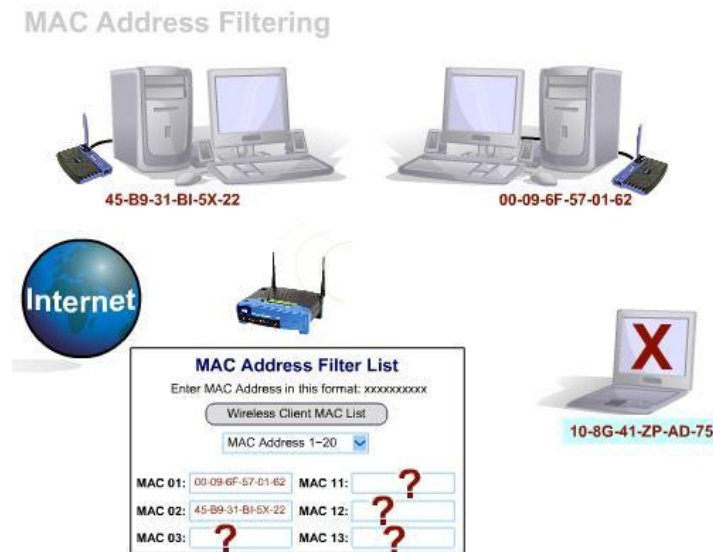 MAC Address Filtering
45-B9-31-BI-5X-22
00-09-6F-57-01-62
Internet
X
10-8G-41-ZP-AD-75
MAC Address Filter List
Enter MAC Address in this format: xxxxxxxxxx
Wireless Client MAC List
MAC Address 1~20
MAC 01: 00-09-6F-57-01-62 MAC 11: ?
MAC 02: 45-B9-31-BI-5X-22 MAC 12: ?
MAC 03: ? MAC 13: ?